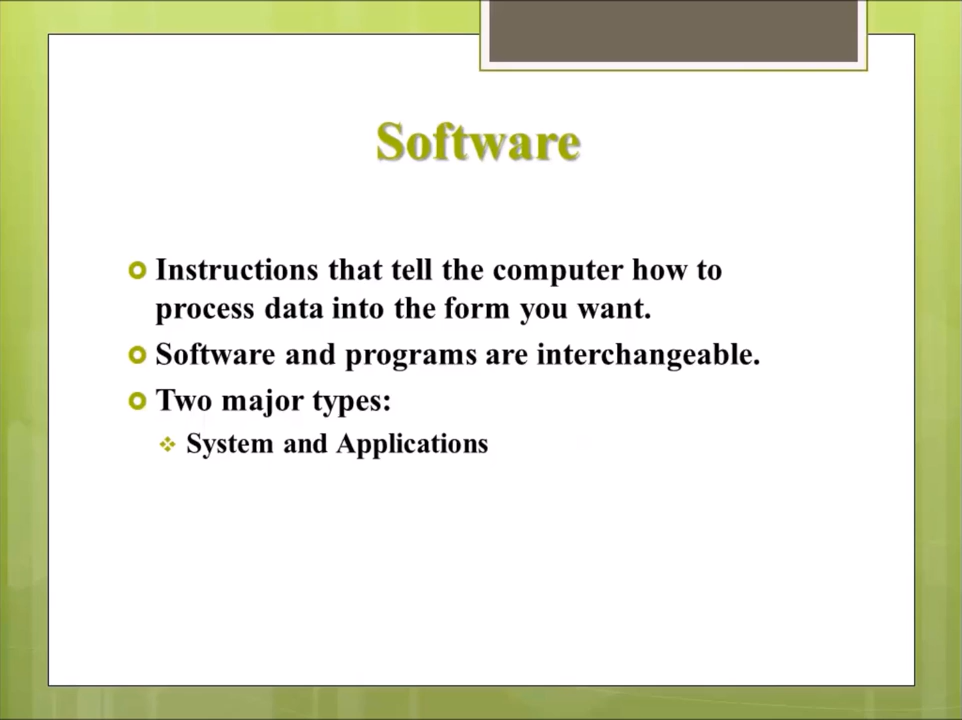 Software
Instructions that tell the computer how to
process data into the form you want.
Software and programs are interchangeable.
Two major types:
System and Applications